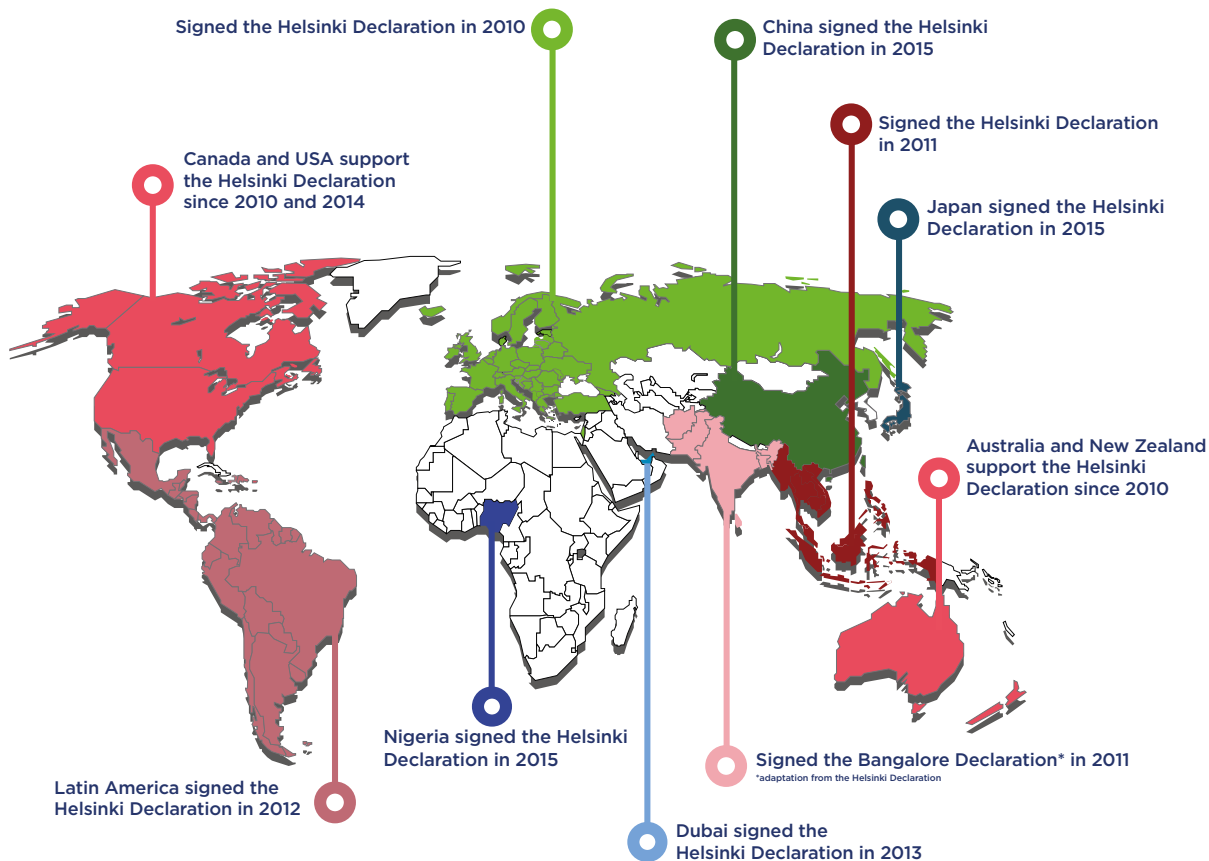 Signed the Helsinki Declaration in 2010
China signed the Helsinki
Declaration in 2015
Signed the Helsinki Declaration
in 2011
Canada and USA support
the Helsinki Declaration
since 2010 and 2014
Japan signed the Helsinki
Declaration in 2015
Australia and New Zealand
support the Helsinki
Declaration since 2010
Nigeria signed the Helsinki
Declaration in 2015
Signed the Bangalore Declaration* in 2011
*adaptation from the Helsinki Declaration
Latin America signed the
Helsinki Declaration in 2012
Dubai signed the
Helsinki Declaration in 2013